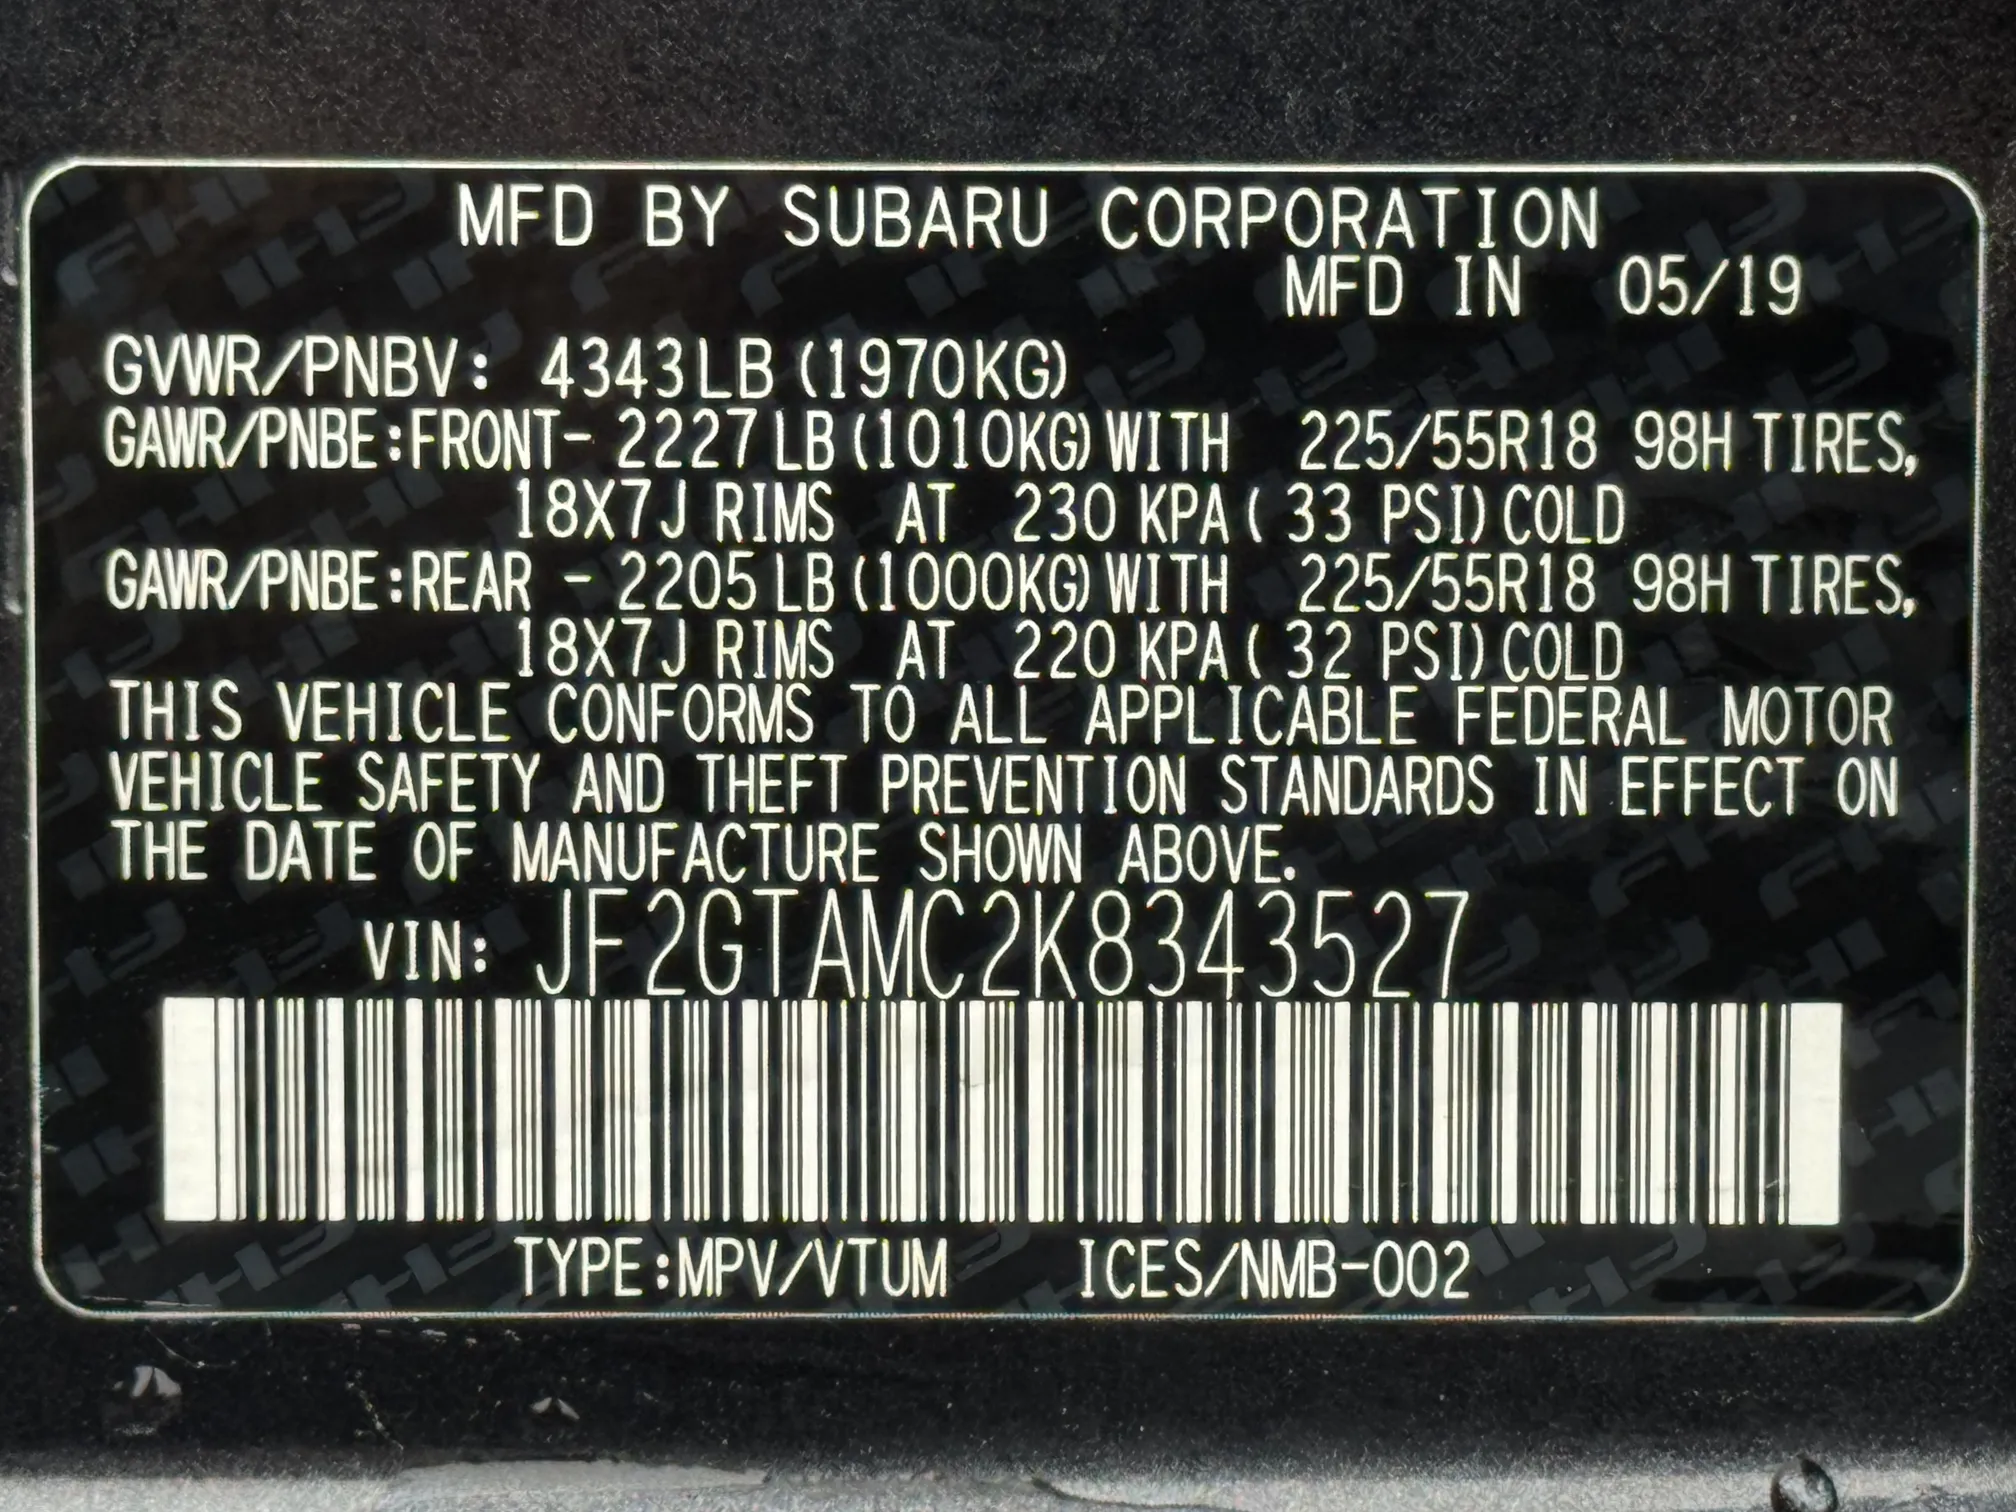 MFD BY SUBARU CORPORATION
MFD IN 05/19
GVWR/PNBV: 4343LB (1970KG)
GAWR/PNBE:FRONT- 2227LB (1010KG) WITH 225/55R18 98H TIRES,
18X7J RIMS AT 230 KPA ( 33 PSI) COLD
GAWR/PNBE:REAR - 2205LB (1000KG) WITH 225/55R18 98H TIRES,
18X7J RIMS AT 220 KPA ( 32 PSI) COLD
THIS VEHICLE CONFORMS TO ALL APPLICABLE FEDERAL MOTOR
VEHICLE SAFETY AND THEFT PREVENTION STANDARDS IN EFFECT ON
THE DATE OF MANUFACTURE SHOWN ABOVE.
VIN: JF2GTAMC2K8343527
TYPE:MPV/VTUM ICES/NMB-002